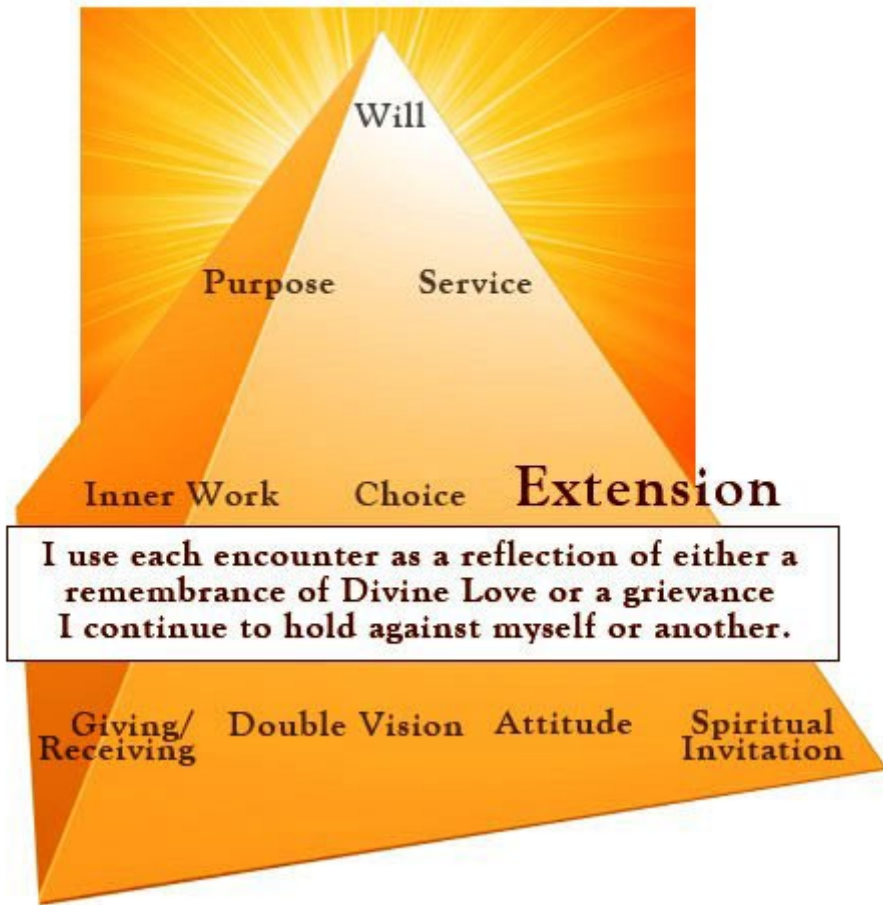 Will
Purpose Service
Inner Work Choice Extension
I use each encounter as a reflection of either a
remembrance of Divine Love or a grievance
I continue to hold against myself or another.
Giving/ Double Vision Attitude Spiritual
Receiving Invitation